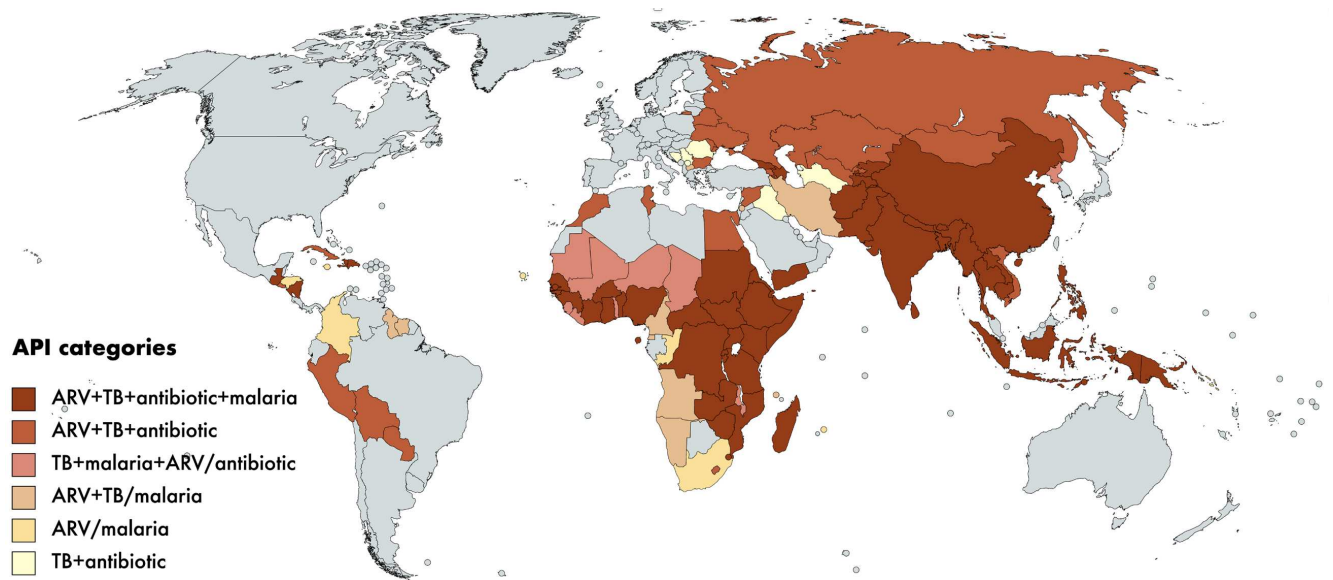 API categories
ARV+TB+antibiotic+malaria
ARV+TB+antibiotic
TB+malaria+ARV/antibiotic
ARV+TB/malaria
ARV/malaria
TB+antibiotic